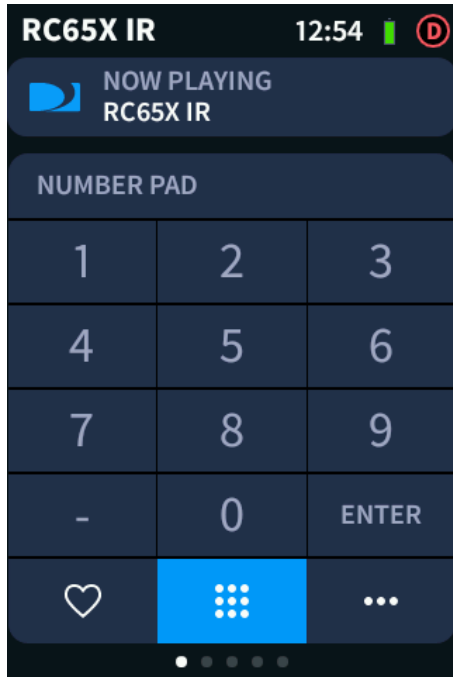 RC65X IR 12:54 D
NOW PLAYING
RC65X IR
NUMBER PAD
1 2 3
4 5 6
7 8 9
- 0 ENTER